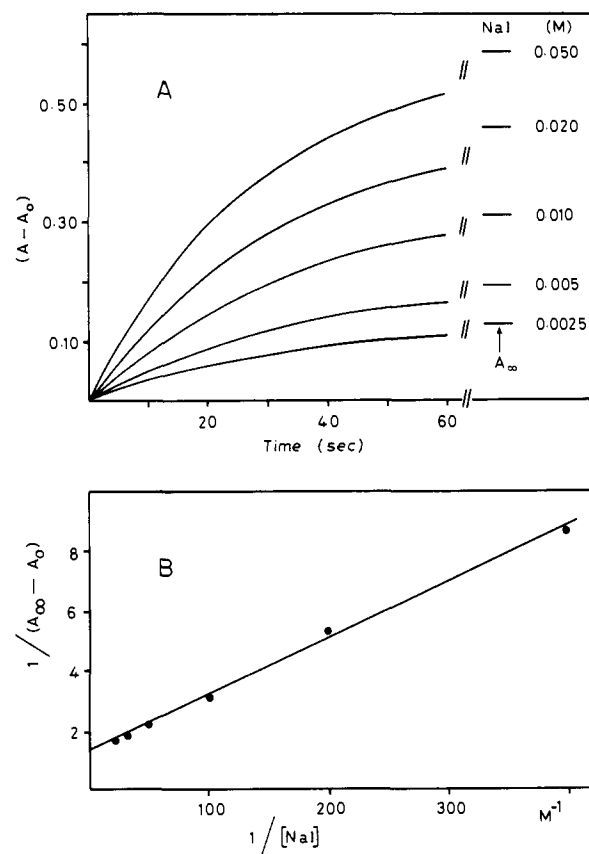 NaI (M)
A
0.050
0.50
0.020
(A-A₀)
0.30
0.010
0.005
0.10
0.0025
A∞
20 40 60
Time (sec)
8
B
1/(A∞ - A₀)
6
4
2
100 200 300 M⁻¹
1/[NaI]